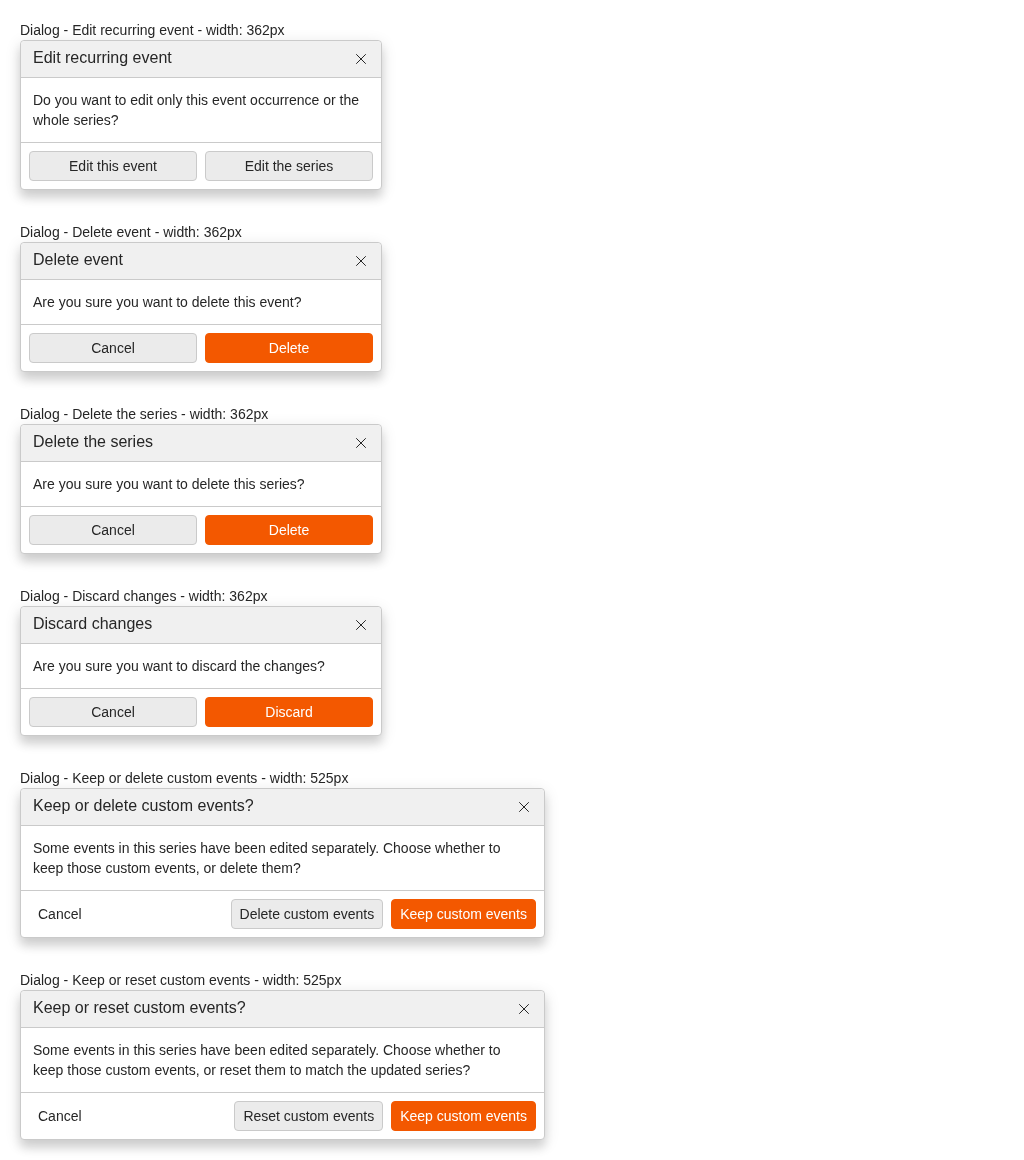 Dialog - Edit recurring event - width: 362px
Edit recurring event
Do you want to edit only this event occurrence or the
whole series?
Edit this event
Edit the series
Dialog - Delete event - width: 362px
Delete event
Are you sure you want to delete this event?
Cancel
Delete
Dialog - Delete the series - width: 362px
Delete the series
Are you sure you want to delete this series?
Cancel
Delete
Dialog - Discard changes - width: 362px
Discard changes
Are you sure you want to discard the changes?
Cancel
Discard
Dialog - Keep or delete custom events - width: 525px
Keep or delete custom events?
Some events in this series have been edited separately. Choose whether to
keep those custom events, or delete them?
Cancel
Delete custom events
Keep custom events
Dialog - Keep or reset custom events - width: 525px
Keep or reset custom events?
Some events in this series have been edited separately. Choose whether to
keep those custom events, or reset them to match the updated series?
Cancel
Reset custom events
Keep custom events